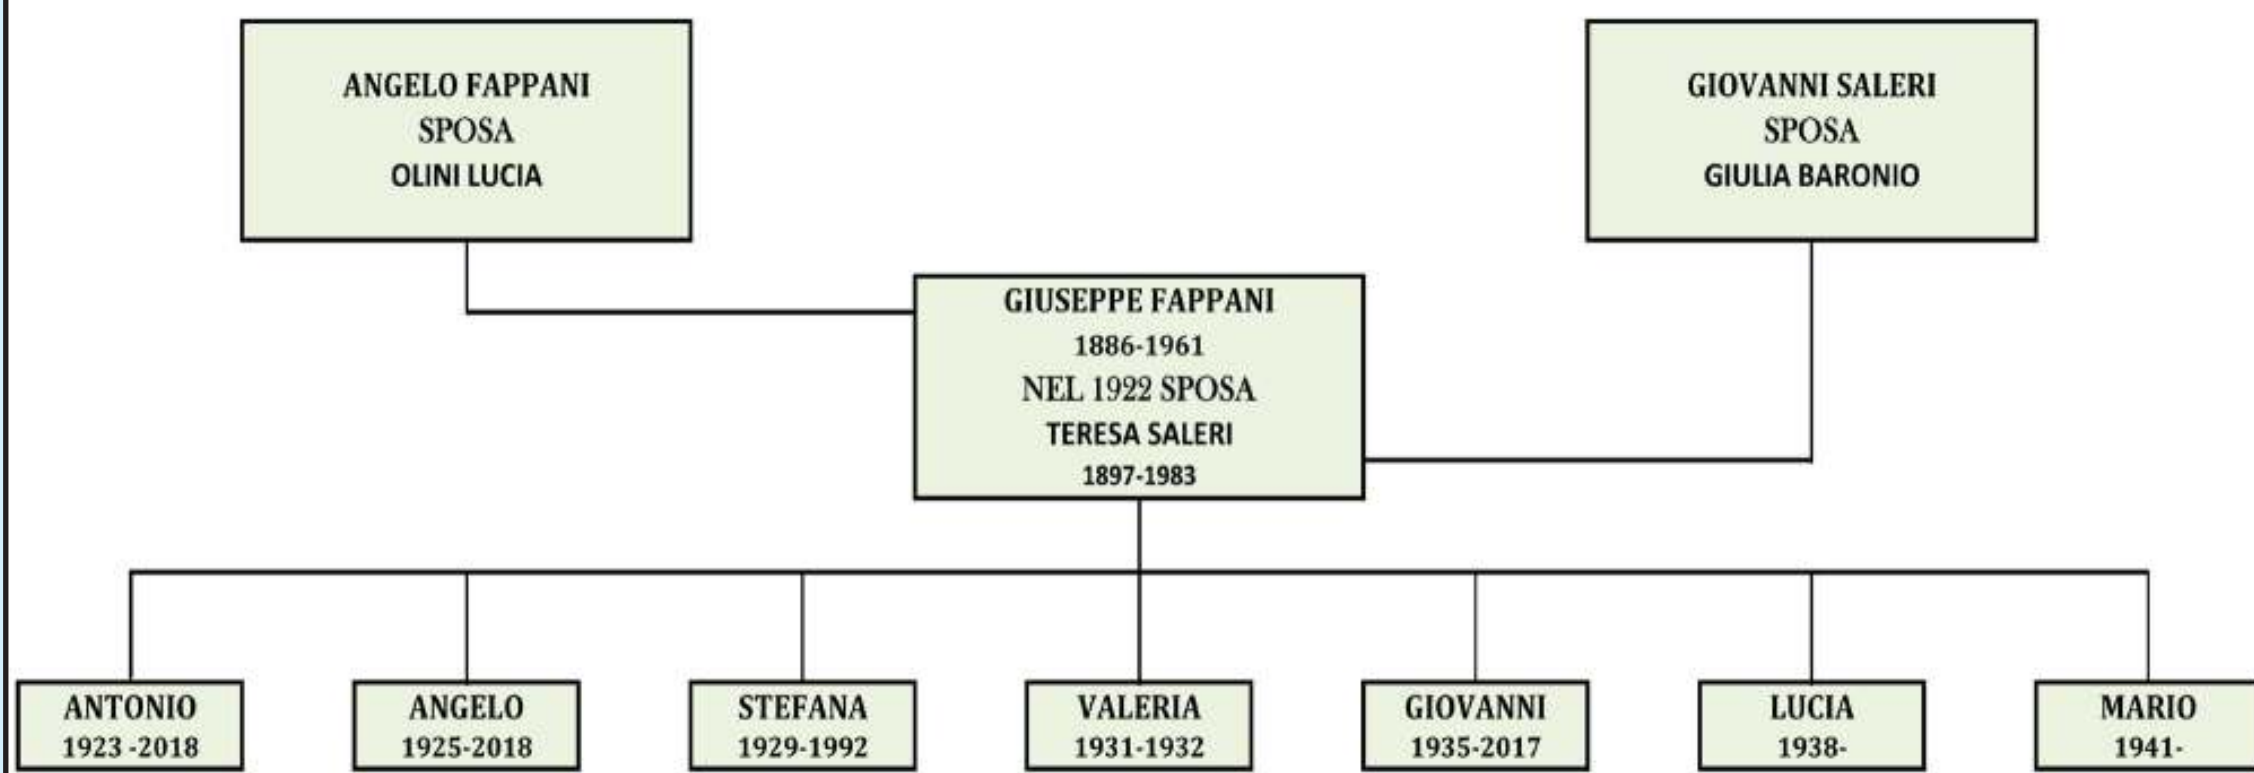 ANGELO FAPPANI
SPOSA
OLINI LUCIA
GIOVANNI SALERI
SPOSA
GIULIA BARONIO
GIUSEPPE FAPPANI
1886-1961
NEL 1922 SPOSA
TERESA SALERI
1897-1983
ANTONIO
1923 -2018
ANGELO
1925-2018
STEFANA
1929-1992
VALERIA
1931-1932
GIOVANNI
1935-2017
LUCIA
1938-
MARIO
1941-